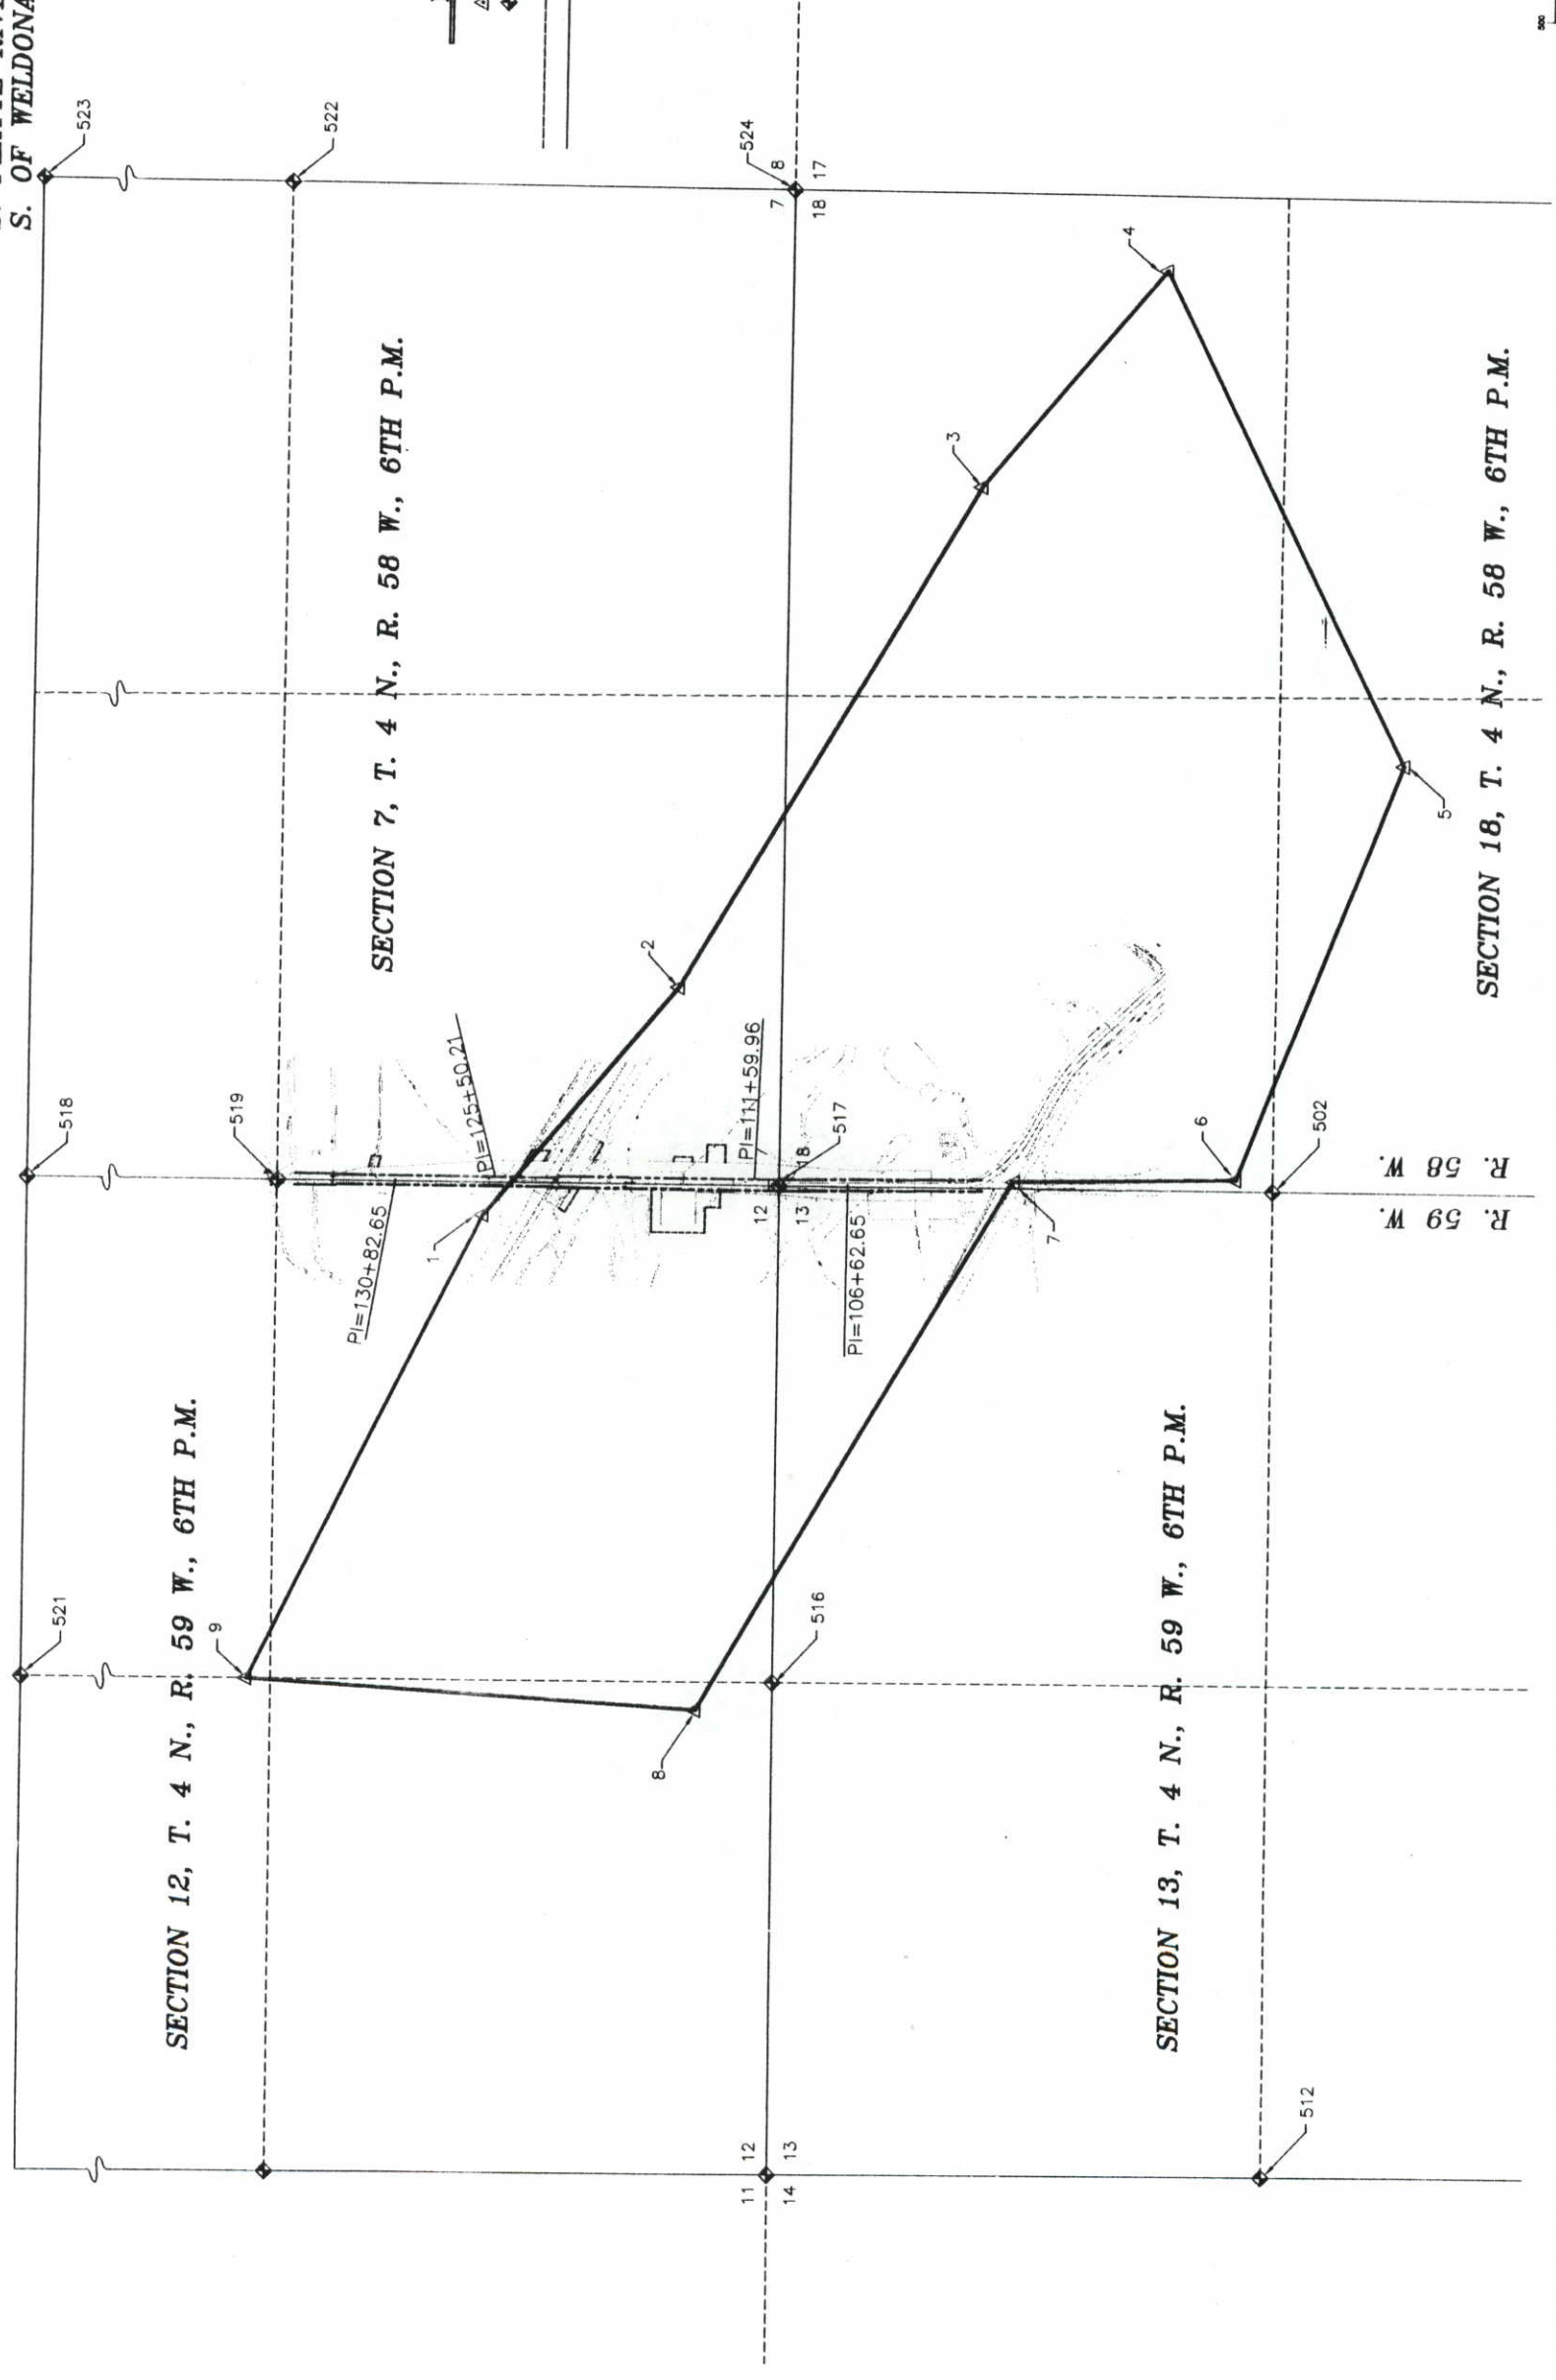 S. OF WELDONA
523
522
524
7 8
18 17
4
3
SECTION 7, T. 4 N., R. 58 W., 6TH P.M.
SECTION 18, T. 4 N., R. 58 W., 6TH P.M.
2
5
518
519
PI=125+50.21
PI=111+59.96
517
18
12
13
6
502
R. 58 W.
R. 59 W.
1
PI=130+82.65
PI=106+62.65
7
SECTION 12, T. 4 N., R. 59 W., 6TH P.M.
SECTION 13, T. 4 N., R. 59 W., 6TH P.M.
521
9
516
8
11 12
14 13
512
500